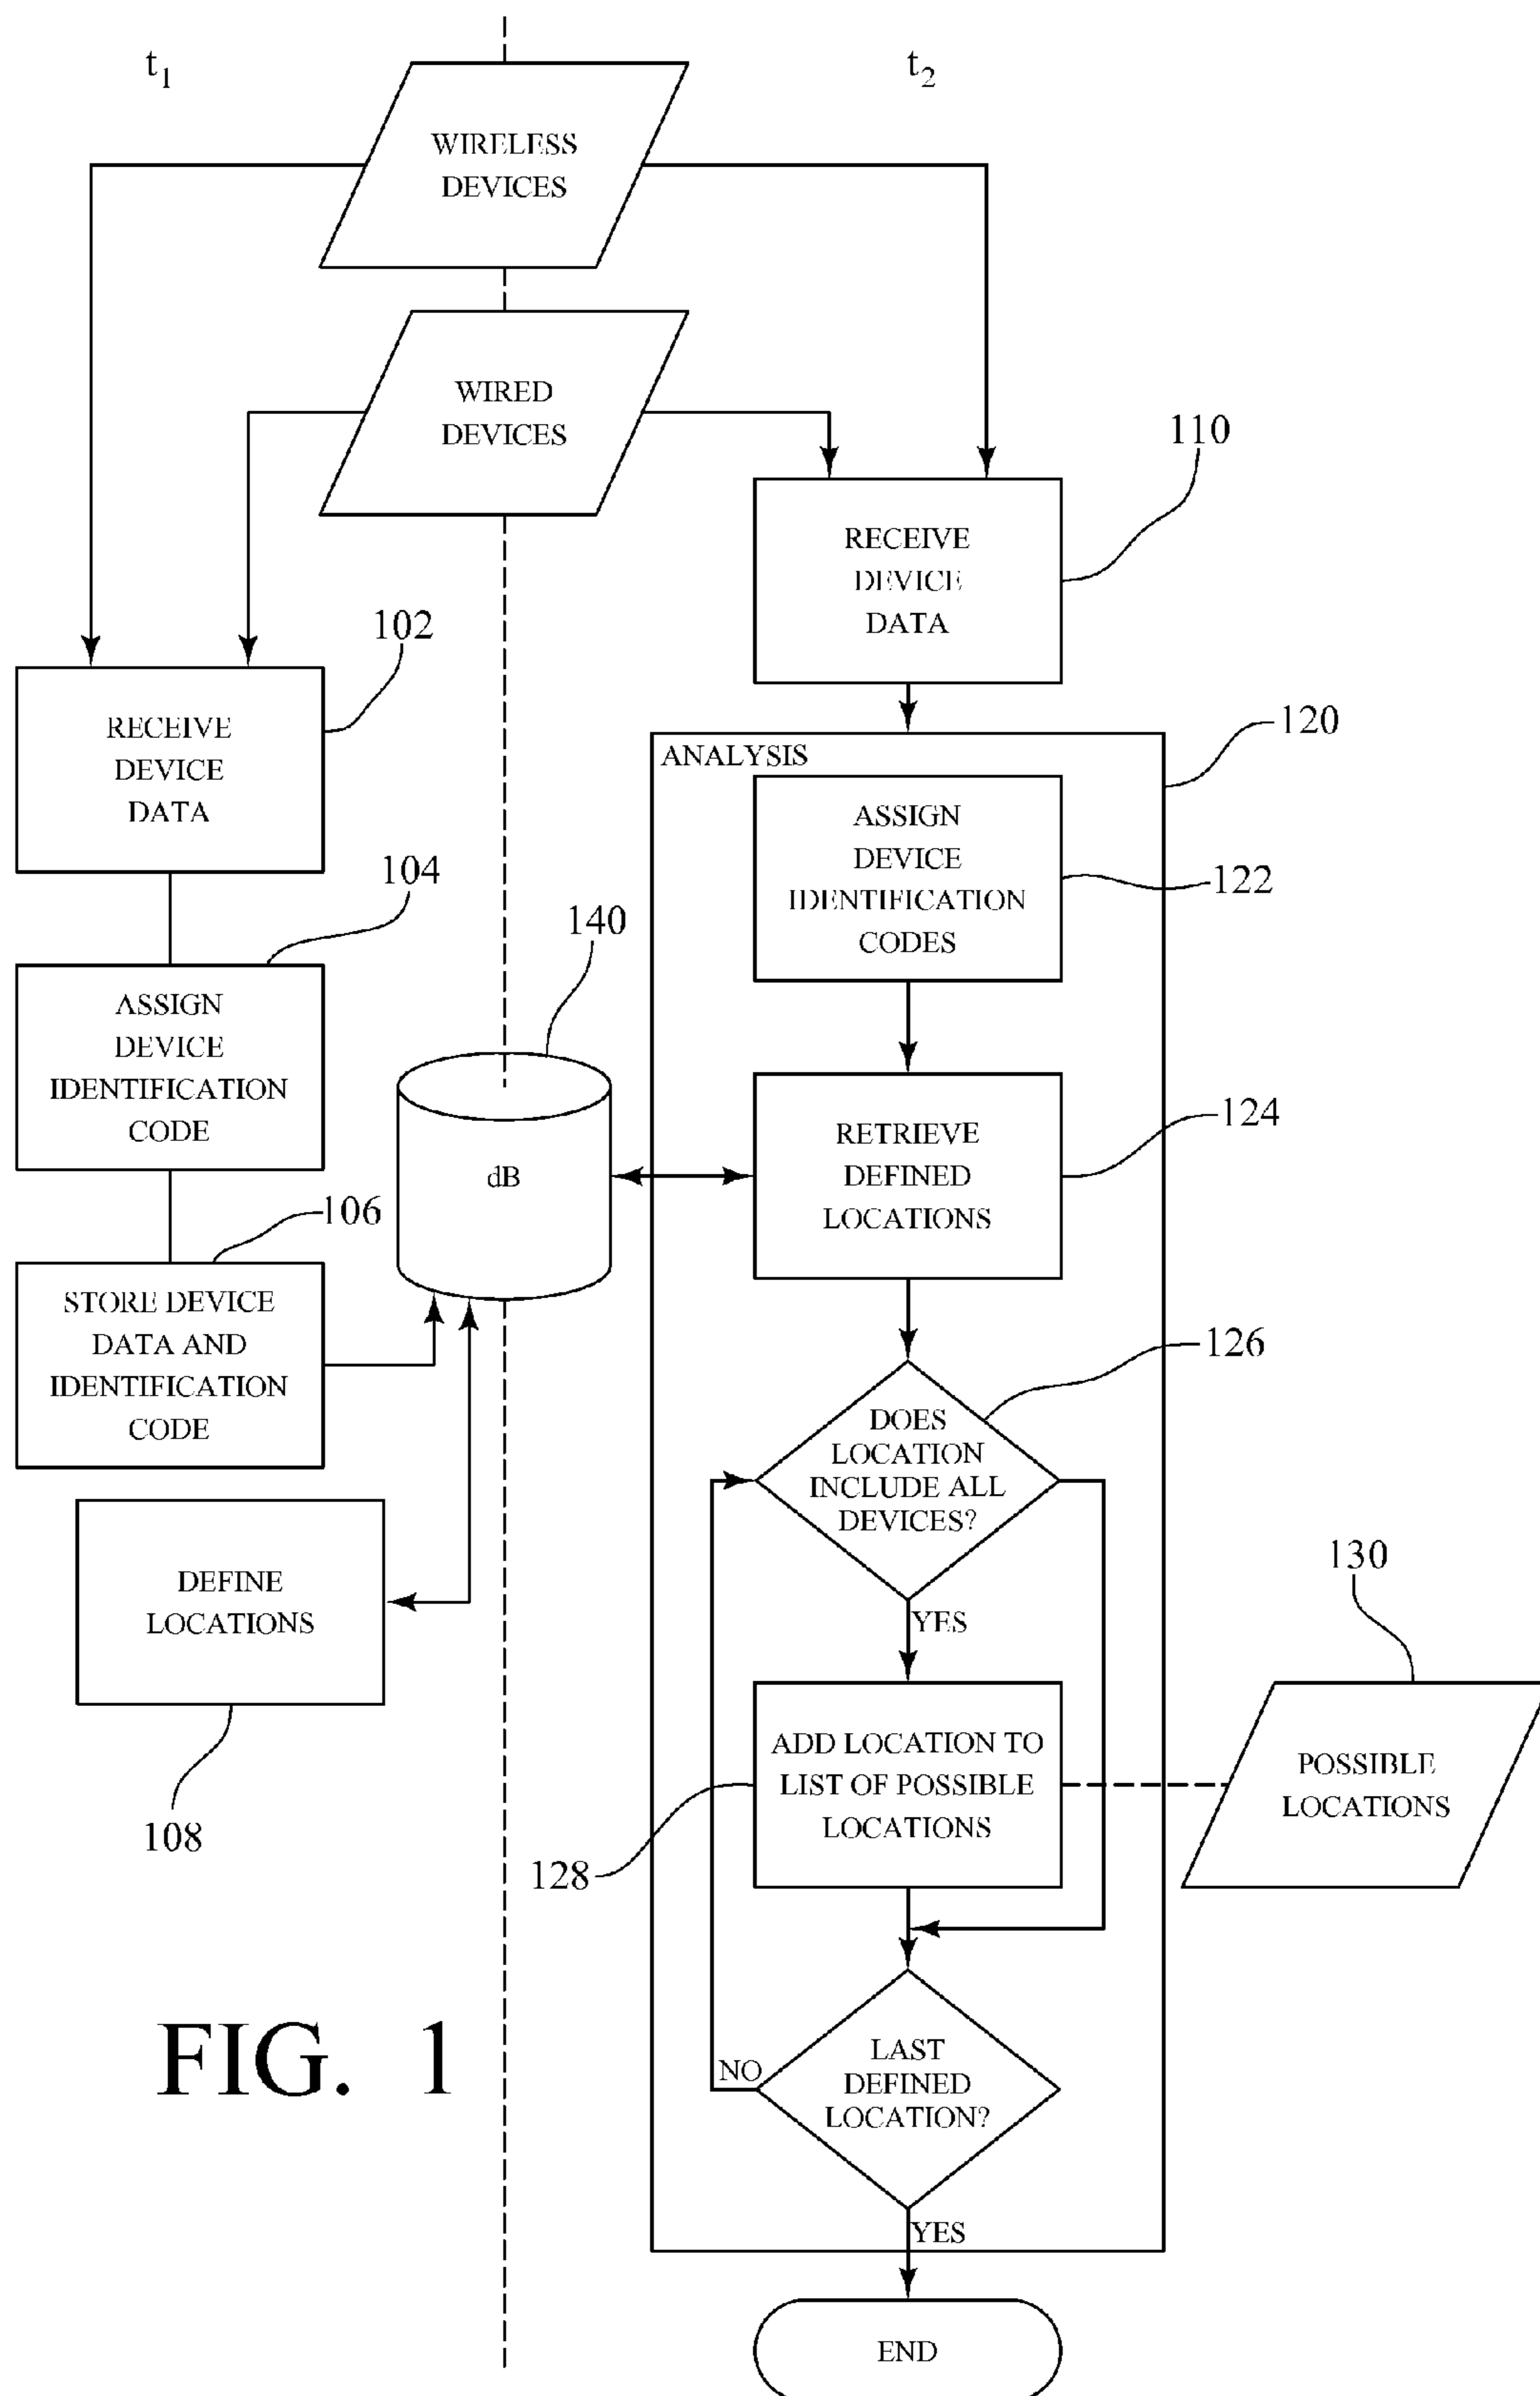 t1
t2
WIRELESS
DEVICES
WIRED
DEVICES
110
RECEIVE
DEVICE
DATA
102
RECEIVE
DEVICE
DATA
120
ANALYSIS
ASSIGN
DEVICE
IDENTIFICATION
CODES
122
104
ASSIGN
DEVICE
IDENTIFICATION
CODE
140
dB
RETRIEVE
DEFINED
LOCATIONS
124
106
STORE DEVICE
DATA AND
IDENTIFICATION
CODE
126
DOES
LOCATION
INCLUDE ALL
DEVICES?
YES
DEFINE
LOCATIONS
108
130
POSSIBLE
LOCATIONS
ADD LOCATION TO
LIST OF POSSIBLE
LOCATIONS
128
LAST
DEFINED
LOCATION?
NO
YES
END
FIG. 1